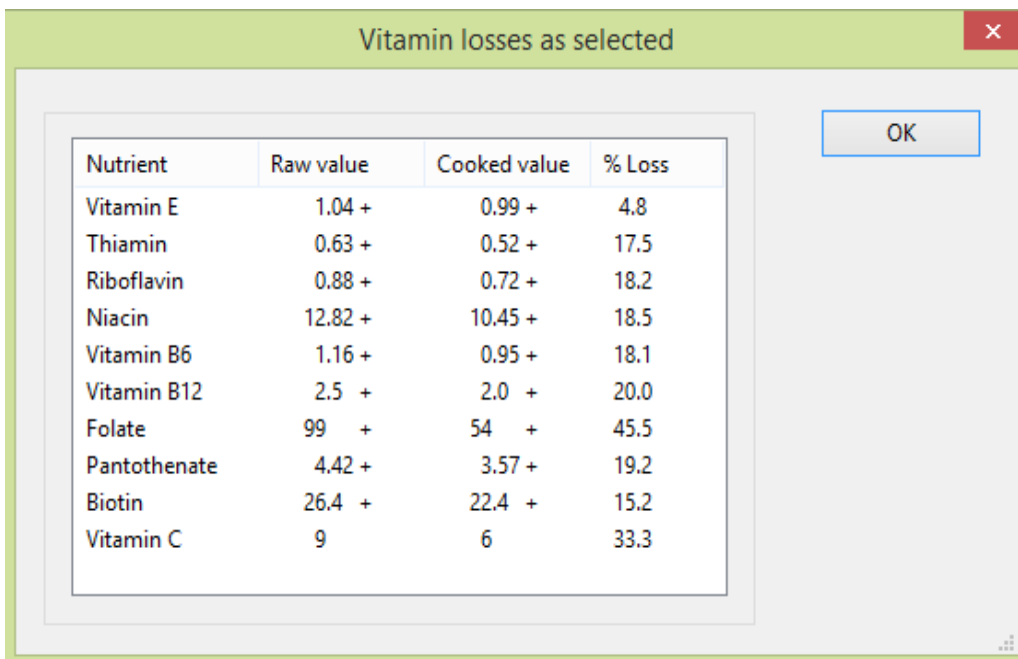 Vitamin losses as selected
OK
Nutrient Raw value Cooked value % Loss
Vitamin E 1.04 + 0.99 + 4.8
Thiamin 0.63 + 0.52 + 17.5
Riboflavin 0.88 + 0.72 + 18.2
Niacin 12.82 + 10.45 + 18.5
Vitamin B6 1.16 + 0.95 + 18.1
Vitamin B12 2.5 + 2.0 + 20.0
Folate 99 + 54 + 45.5
Pantothenate 4.42 + 3.57 + 19.2
Biotin 26.4 + 22.4 + 15.2
Vitamin C 9 6 33.3